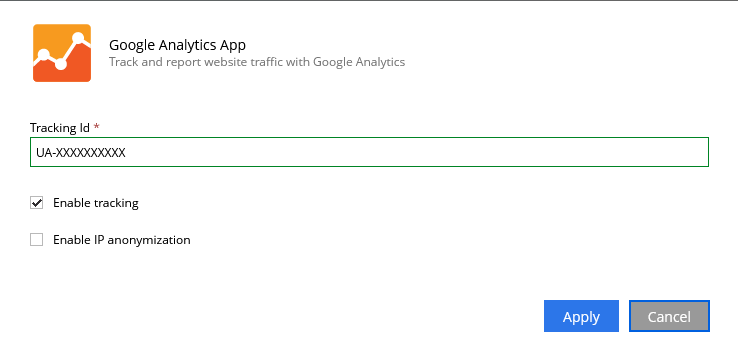 Google Analytics App
Track and report website traffic with Google Analytics
Tracking Id *
UA-XXXXXXXXXX
Enable tracking
Enable IP anonymization
Apply Cancel